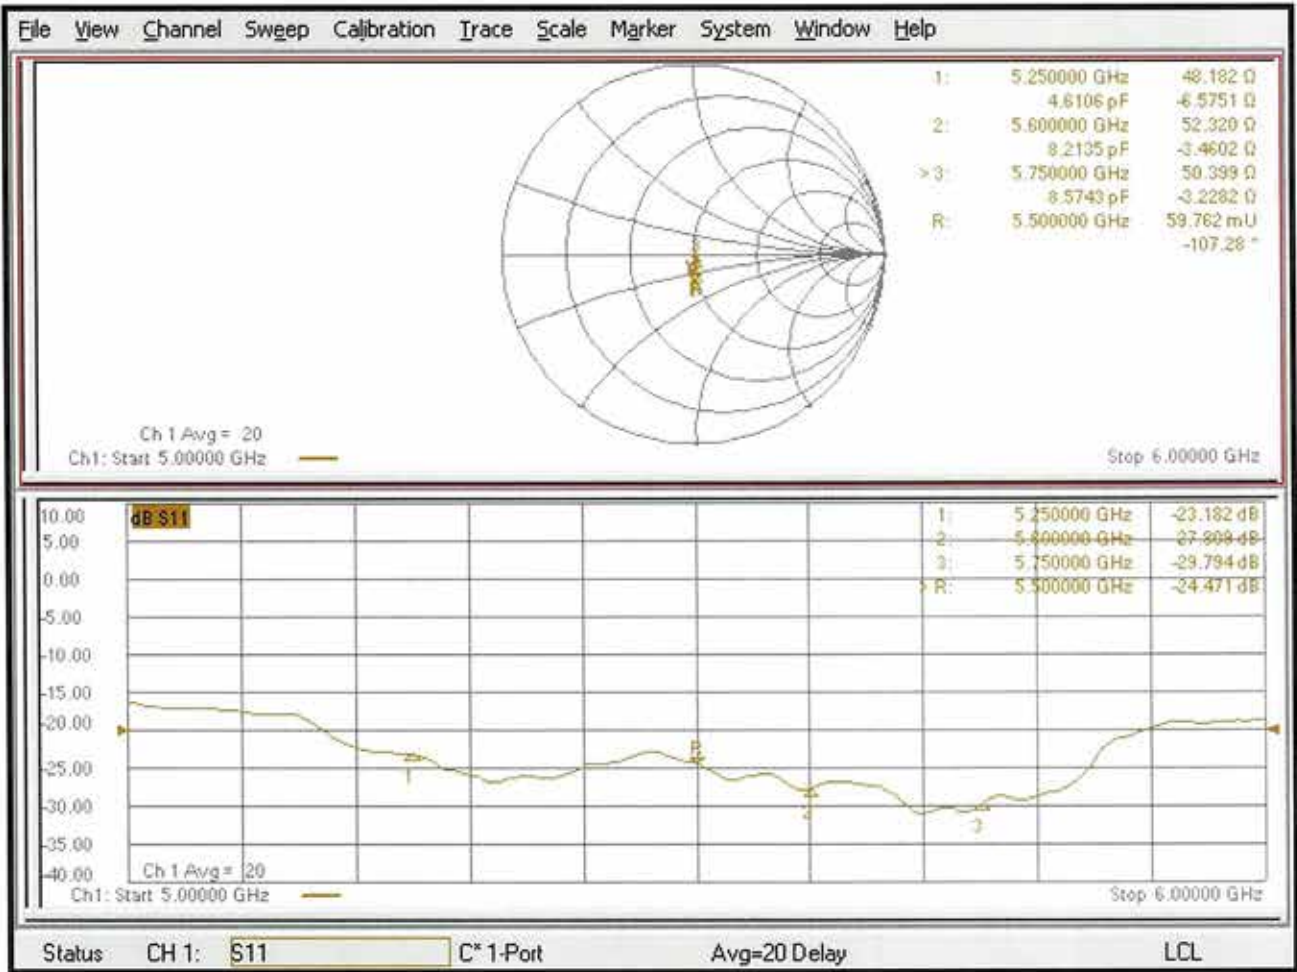 File View Channel Sweep Calibration Trace Scale Marker System Window Help
1: 5.250000 GHz 48.182 Ω
4.6106 pF -6.5751 Ω
2: 5.600000 GHz 52.320 Ω
8.2135 pF -3.4602 Ω
> 3: 5.750000 GHz 50.399 Ω
8.5743 pF -3.2282 Ω
R: 5.500000 GHz 59.762 mU
-107.28 °
Ch 1 Avg = 20
Ch1: Start 5.00000 GHz
Stop 6.00000 GHz
10.00
dB S11
1: 5.250000 GHz -23.182 dB
5.00
2: 5.600000 GHz -27.909 dB
3: 5.750000 GHz -29.794 dB
0.00
> R: 5.500000 GHz -24.471 dB
-5.00
-10.00
-15.00
-20.00
R
-25.00
1
-30.00
2
3
-35.00
-40.00
Ch 1 Avg = 20
Ch1: Start 5.00000 GHz
Stop 6.00000 GHz
Status CH 1: S11 C* 1-Port Avg=20 Delay LCL